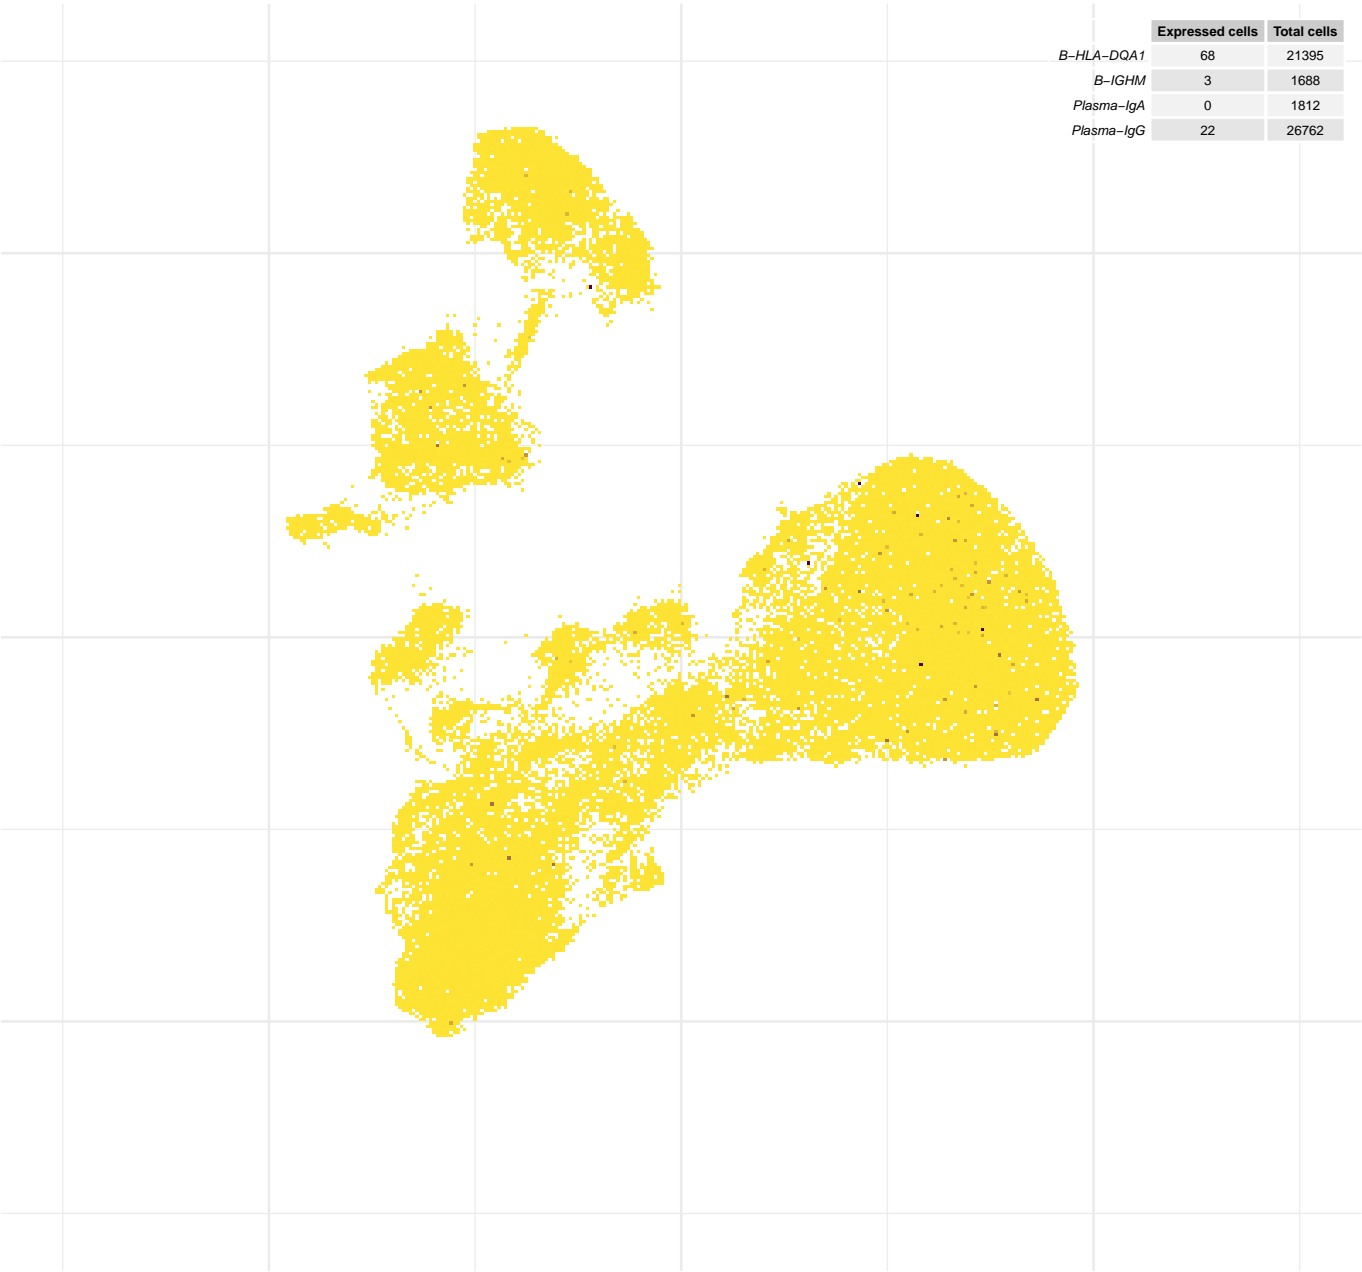 Expressed cells Total cells
B−HLA−DQA1 68 21395
B−IGHM 3 1688
Plasma−IgA 0 1812
Plasma−IgG 22 26762